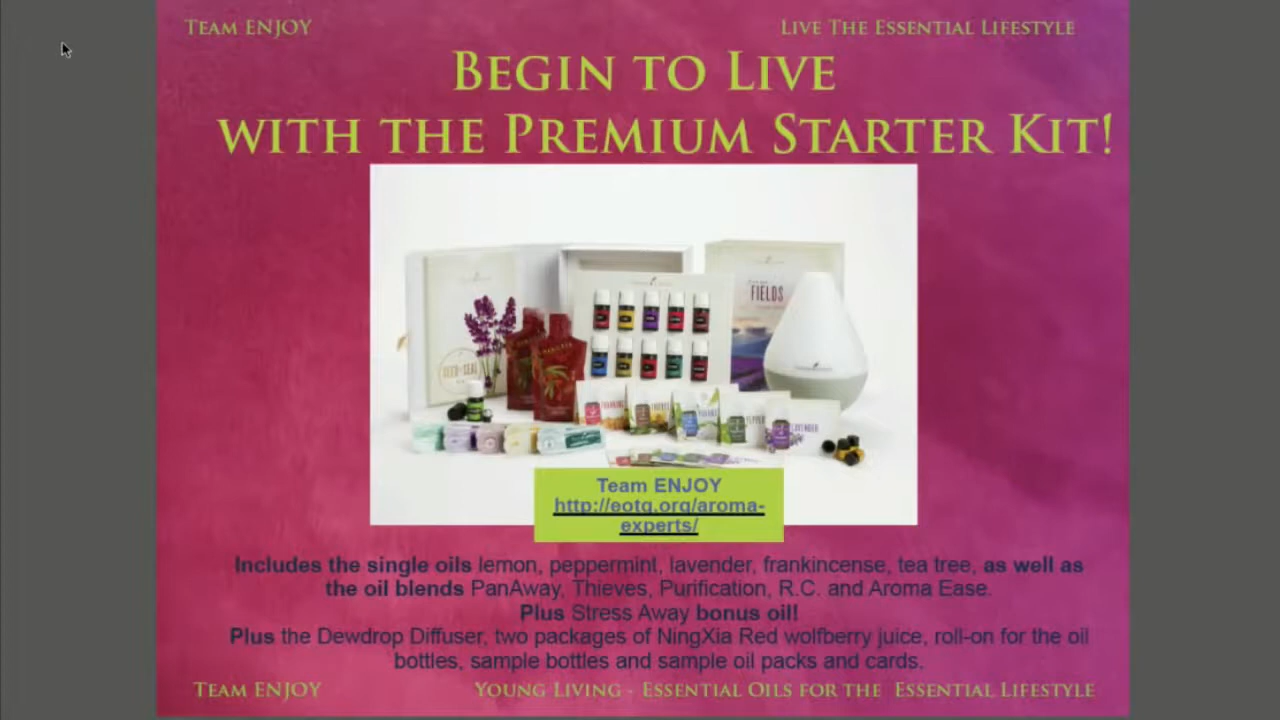 Team ENJOY
Live The Essential Lifestyle
Begin to Live
with the Premium Starter Kit!
FIELDS
SEED SEAL
LAVENDER
Team ENJOY
http://eotg.org/aroma-
experts/
Includes the single oils lemon, peppermint, lavender, frankincense, tea tree, as well as
the oil blends PanAway, Thieves, Purification, R.C. and Aroma Ease.
Plus Stress Away bonus oil!
Plus the Dewdrop Diffuser, two packages of NingXia Red wolfberry juice, roll-on for the oil
bottles, sample bottles and sample oil packs and cards.
Team ENJOY
Young Living - Essential Oils for the Essential Lifestyle